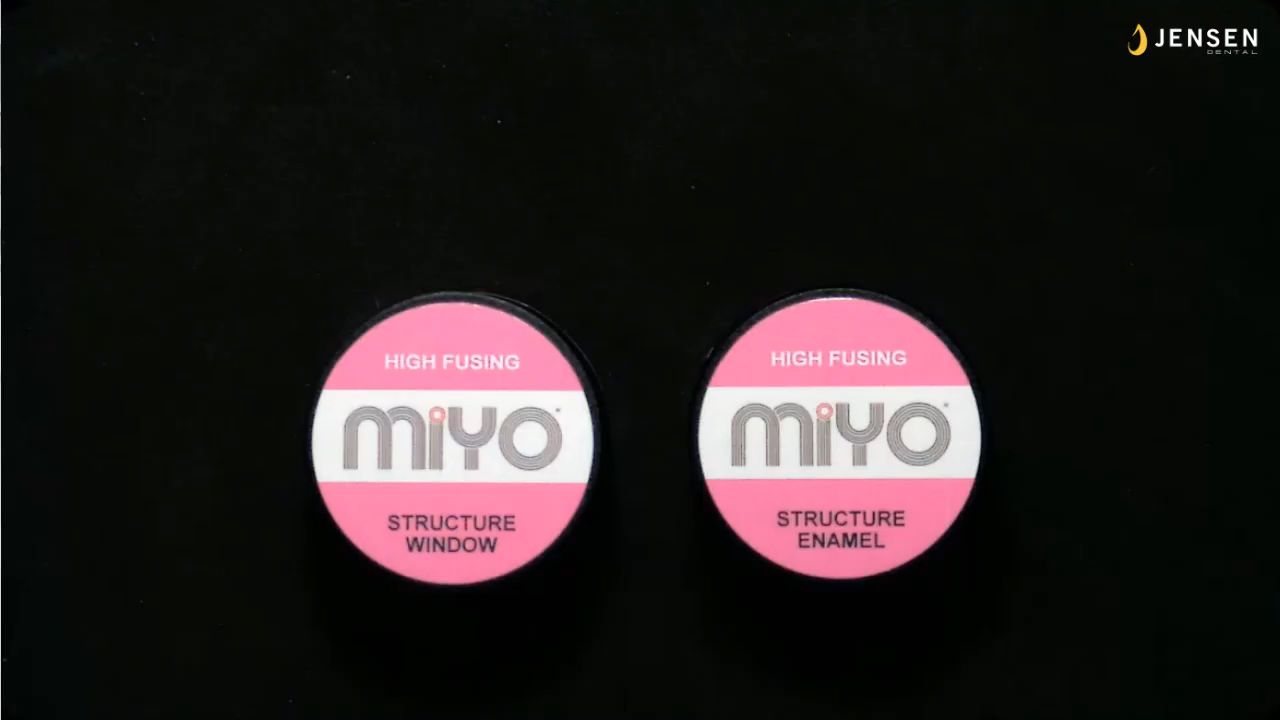 JENSEN
DENTAL
HIGH FUSING
miyo
STRUCTURE
WINDOW
HIGH FUSING
miyo
STRUCTURE
ENAMEL